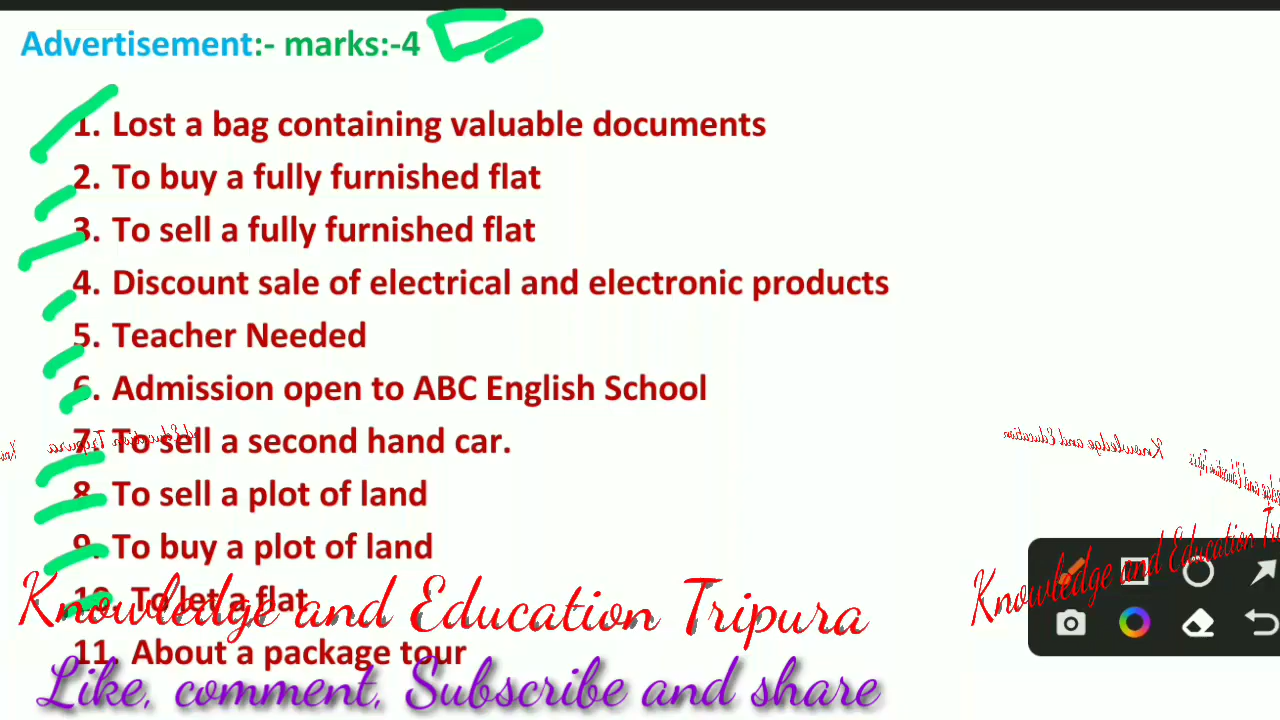 Advertisement:- marks:-4
1. Lost a bag containing valuable documents
2. To buy a fully furnished flat
3. To sell a fully furnished flat
4. Discount sale of electrical and electronic products
5. Teacher Needed
6. Admission open to ABC English School
7. To sell a second hand car.
8. To sell a plot of land
9. To buy a plot of land
10. To let a flat
Knowledge and Education Tripura
Knowledge and Education
11. About a package tour
Like, comment, Subscribe and share